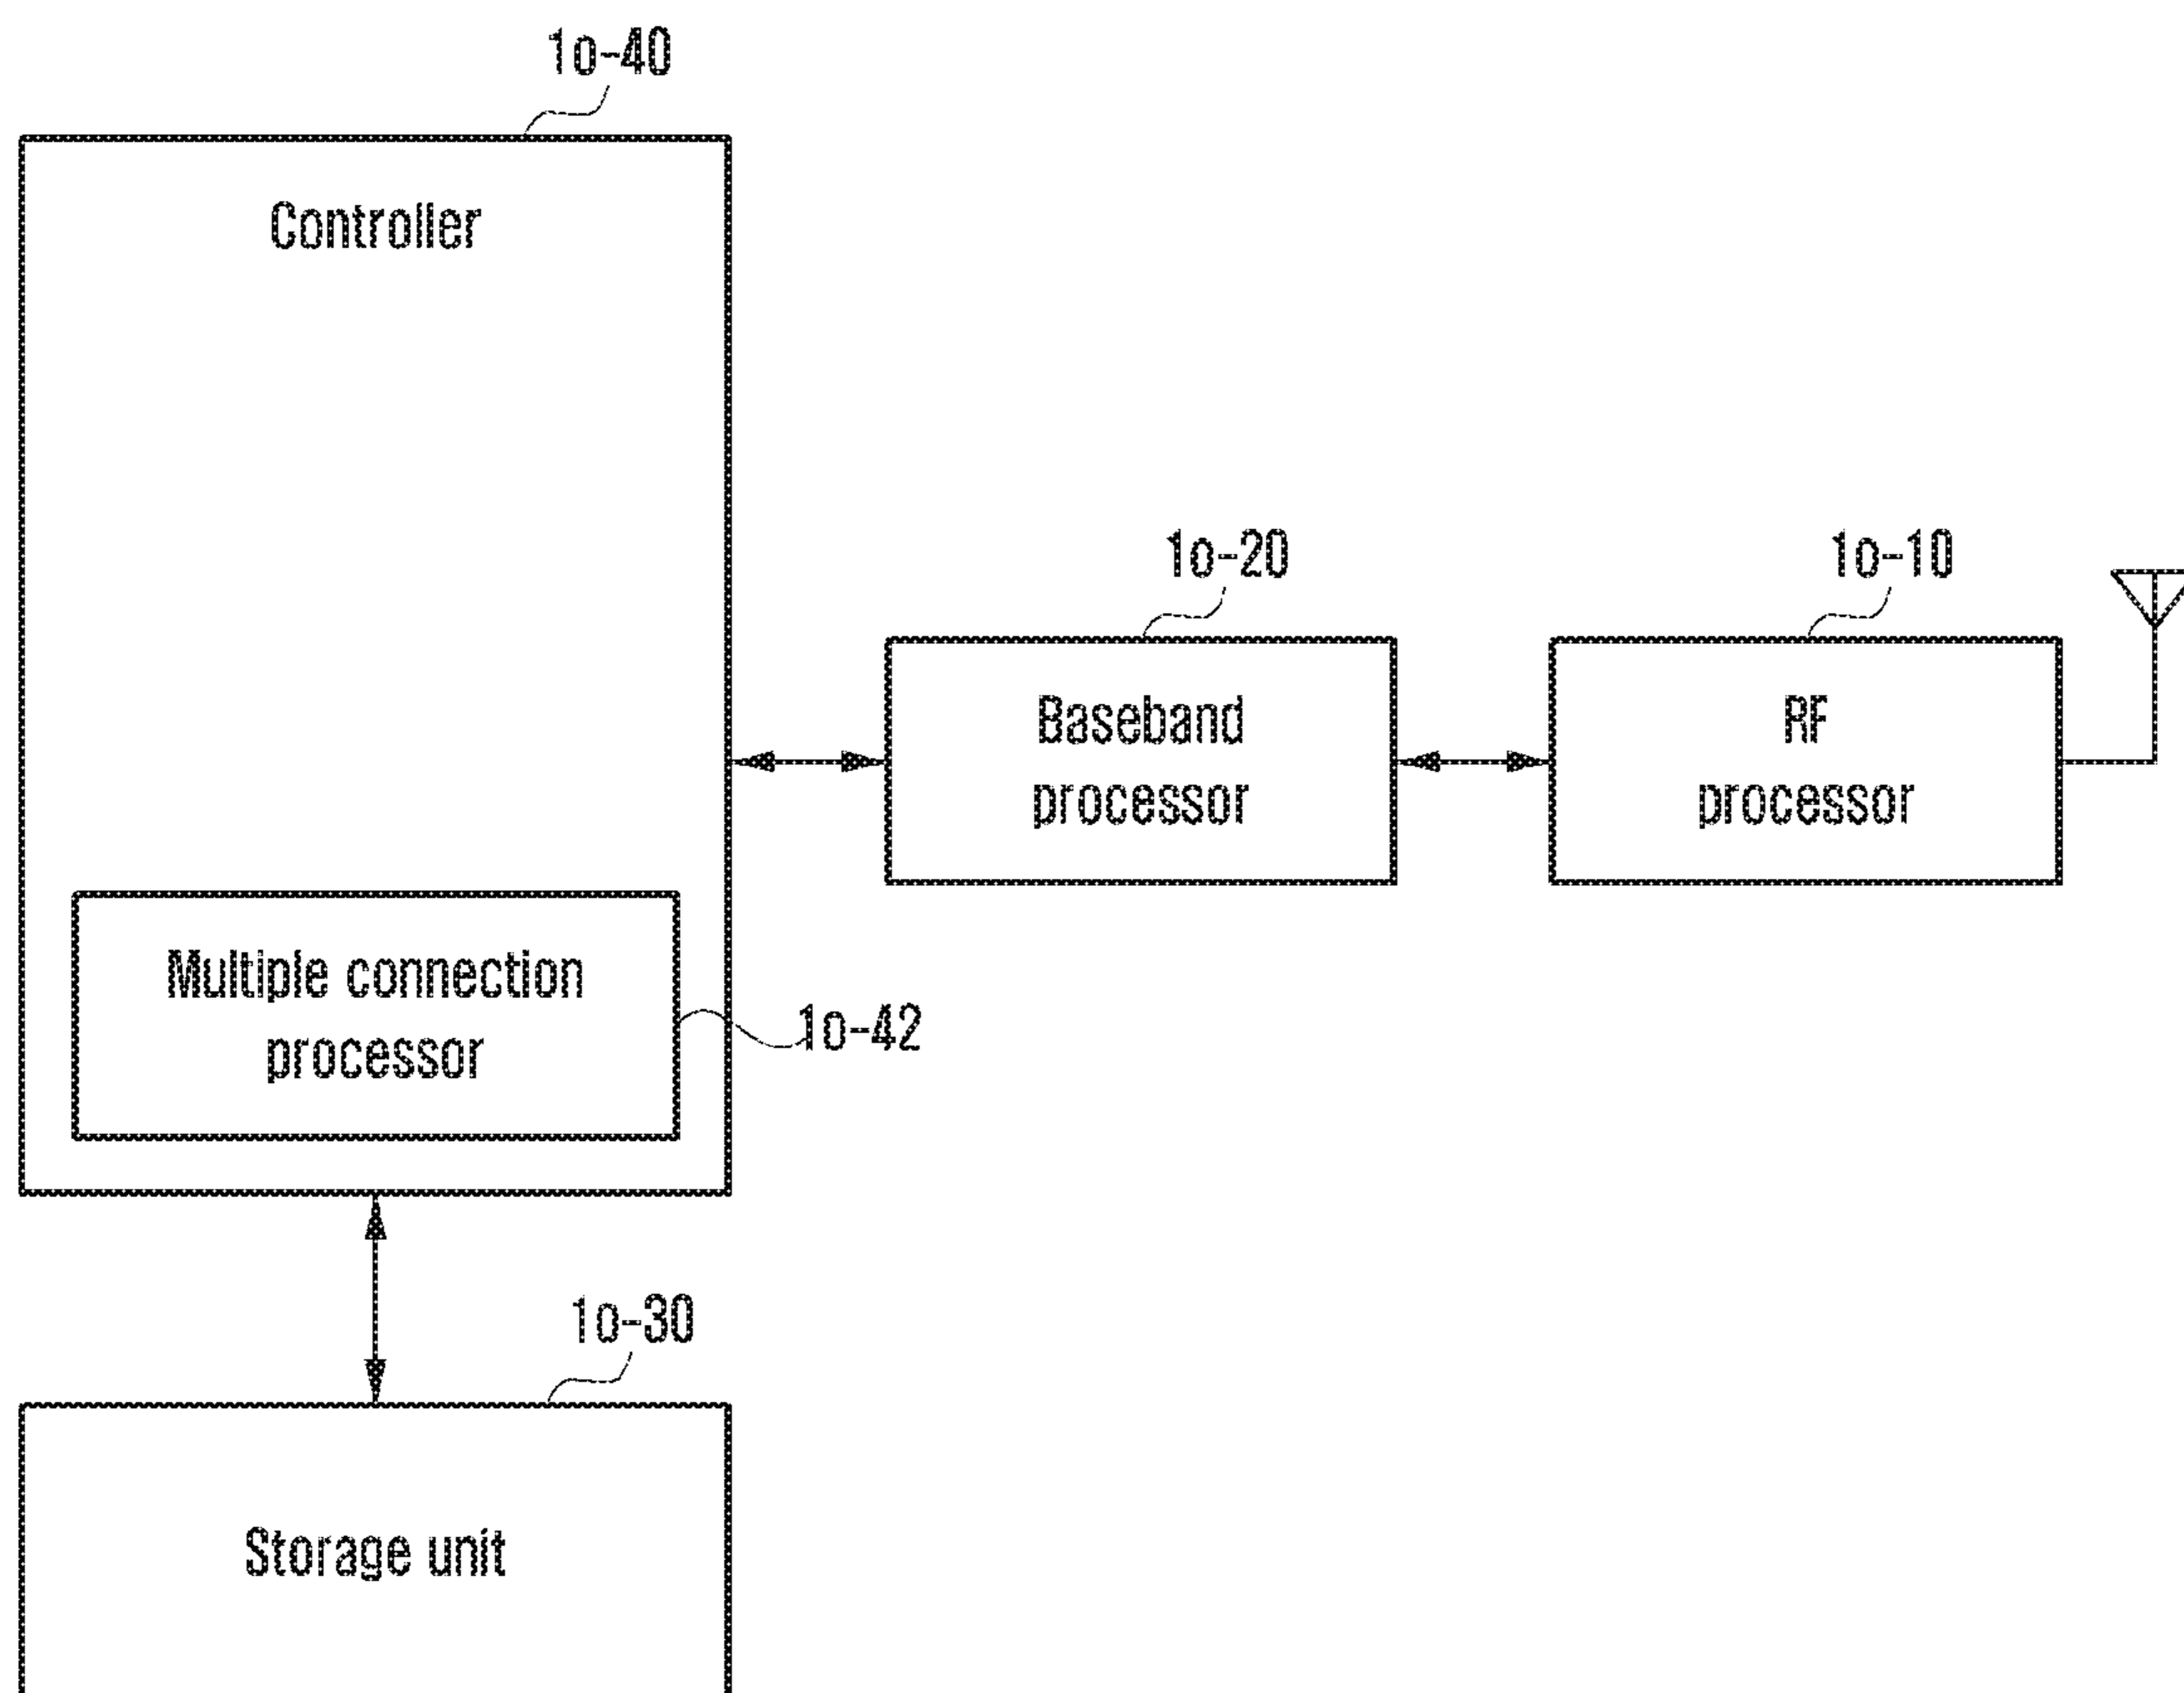 1o-40
Controller
1o-20
1o-10
Baseband
processor
RF
processor
Multiple connection
processor
1o-42
1o-30
Storage unit